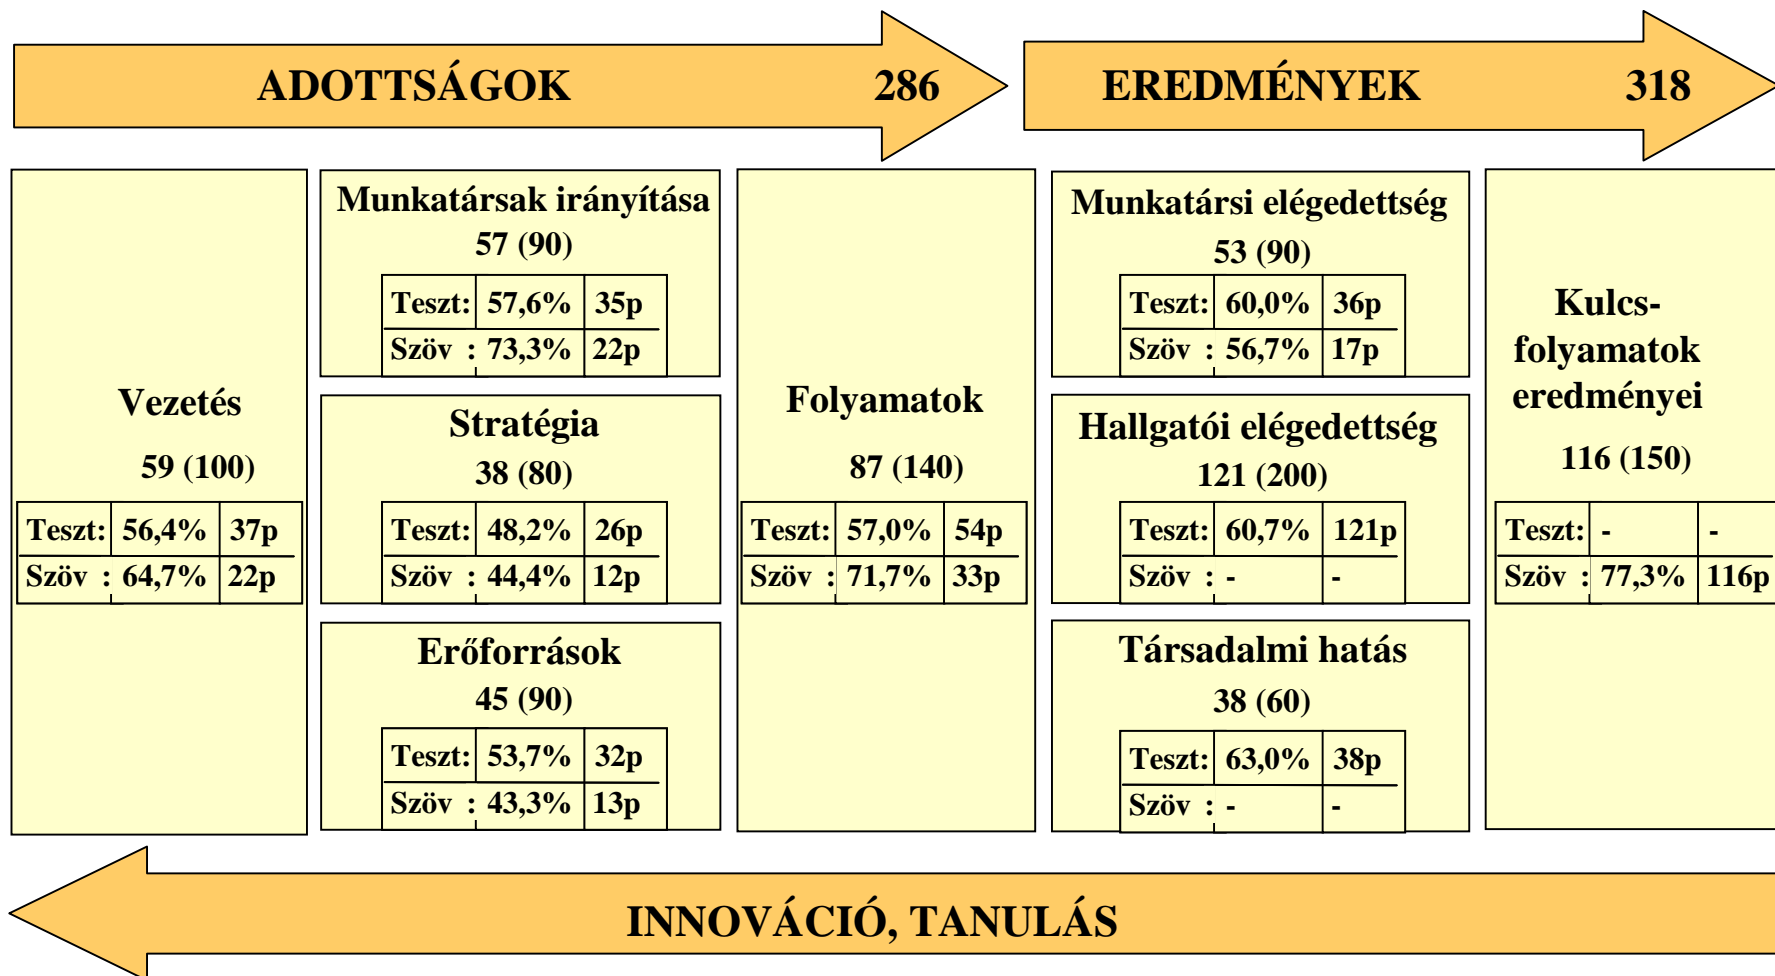 ADOTTSÁGOK 286
EREDMÉNYEK 318
Vezetés
59 (100)
Teszt: 56,4% 37p
Szöv : 64,7% 22p
Munkatársak irányítása
57 (90)
Teszt: 57,6% 35p
Szöv : 73,3% 22p
Stratégia
38 (80)
Teszt: 48,2% 26p
Szöv : 44,4% 12p
Erőforrások
45 (90)
Teszt: 53,7% 32p
Szöv : 43,3% 13p
Folyamatok
87 (140)
Teszt: 57,0% 54p
Szöv : 71,7% 33p
Munkatársi elégedettség
53 (90)
Teszt: 60,0% 36p
Szöv : 56,7% 17p
Hallgatói elégedettség
121 (200)
Teszt: 60,7% 121p
Szöv : - -
Társadalmi hatás
38 (60)
Teszt: 63,0% 38p
Szöv : - -
Kulcs-
folyamatok
eredményei
116 (150)
Teszt: - -
Szöv : 77,3% 116p
INNOVÁCIÓ, TANULÁS